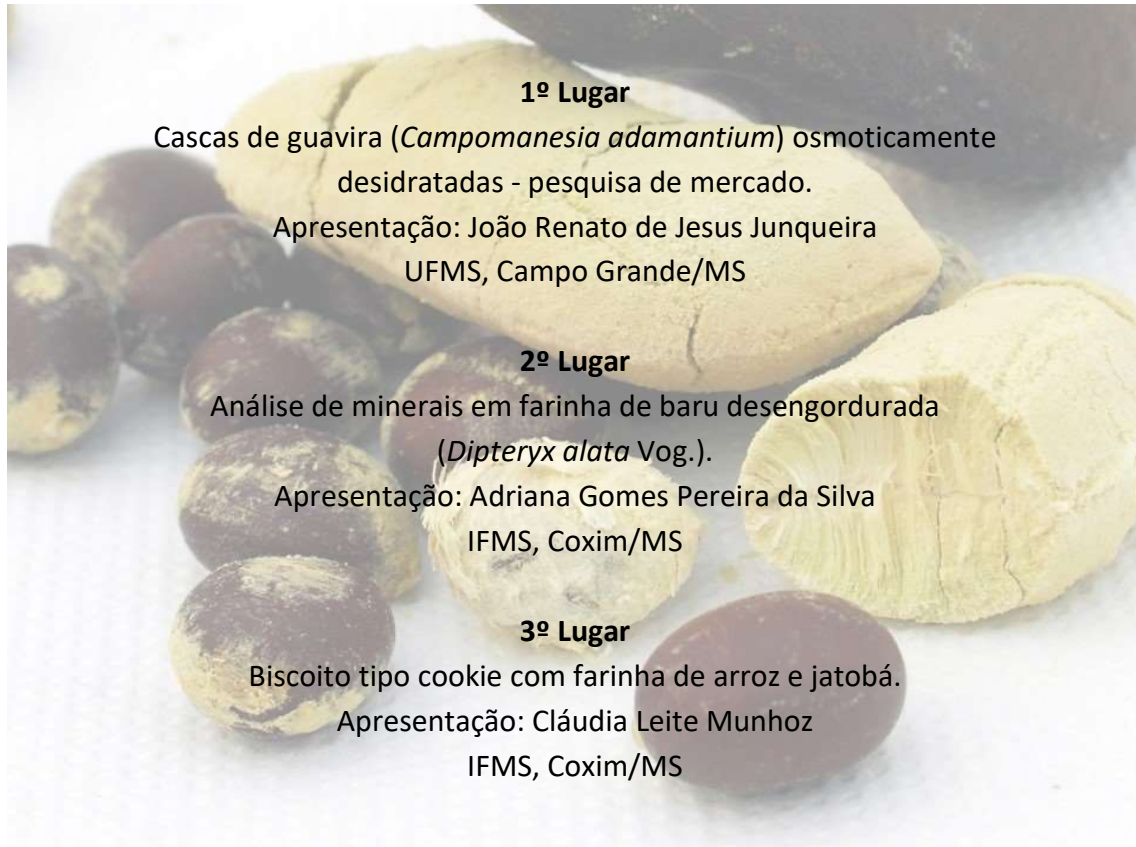 1º Lugar
Cascas de guavira (Campomanesia adamantium) osmoticamente
desidratadas - pesquisa de mercado.
Apresentação: João Renato de Jesus Junqueira
UFMS, Campo Grande/MS
2º Lugar
Análise de minerais em farinha de baru desengordurada
(Dipteryx alata Vog.).
Apresentação: Adriana Gomes Pereira da Silva
IFMS, Coxim/MS
3º Lugar
Biscoito tipo cookie com farinha de arroz e jatobá.
Apresentação: Cláudia Leite Munhoz
IFMS, Coxim/MS